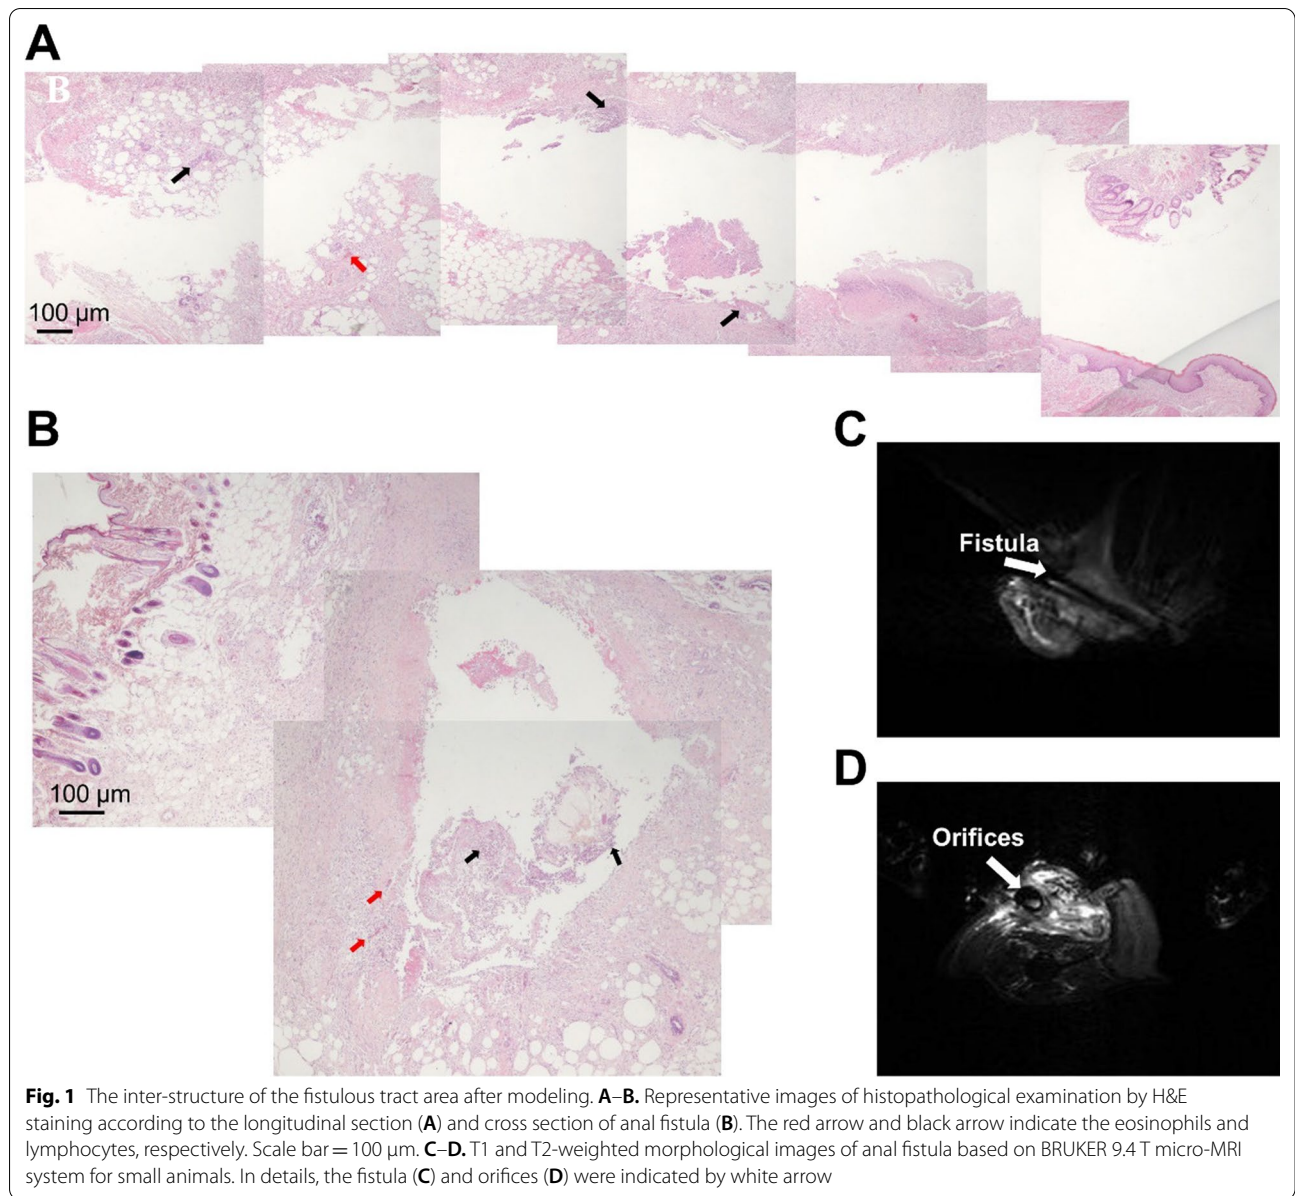 A
B
100 µm
B
100 µm
C
Fistula
D
Orifices
Fig. 1 The inter-structure of the fistulous tract area after modeling. A–B. Representative images of histopathological examination by H&E
staining according to the longitudinal section (A) and cross section of anal fistula (B). The red arrow and black arrow indicate the eosinophils and
lymphocytes, respectively. Scale bar = 100 µm. C–D. T1 and T2-weighted morphological images of anal fistula based on BRUKER 9.4 T micro-MRI
system for small animals. In details, the fistula (C) and orifices (D) were indicated by white arrow